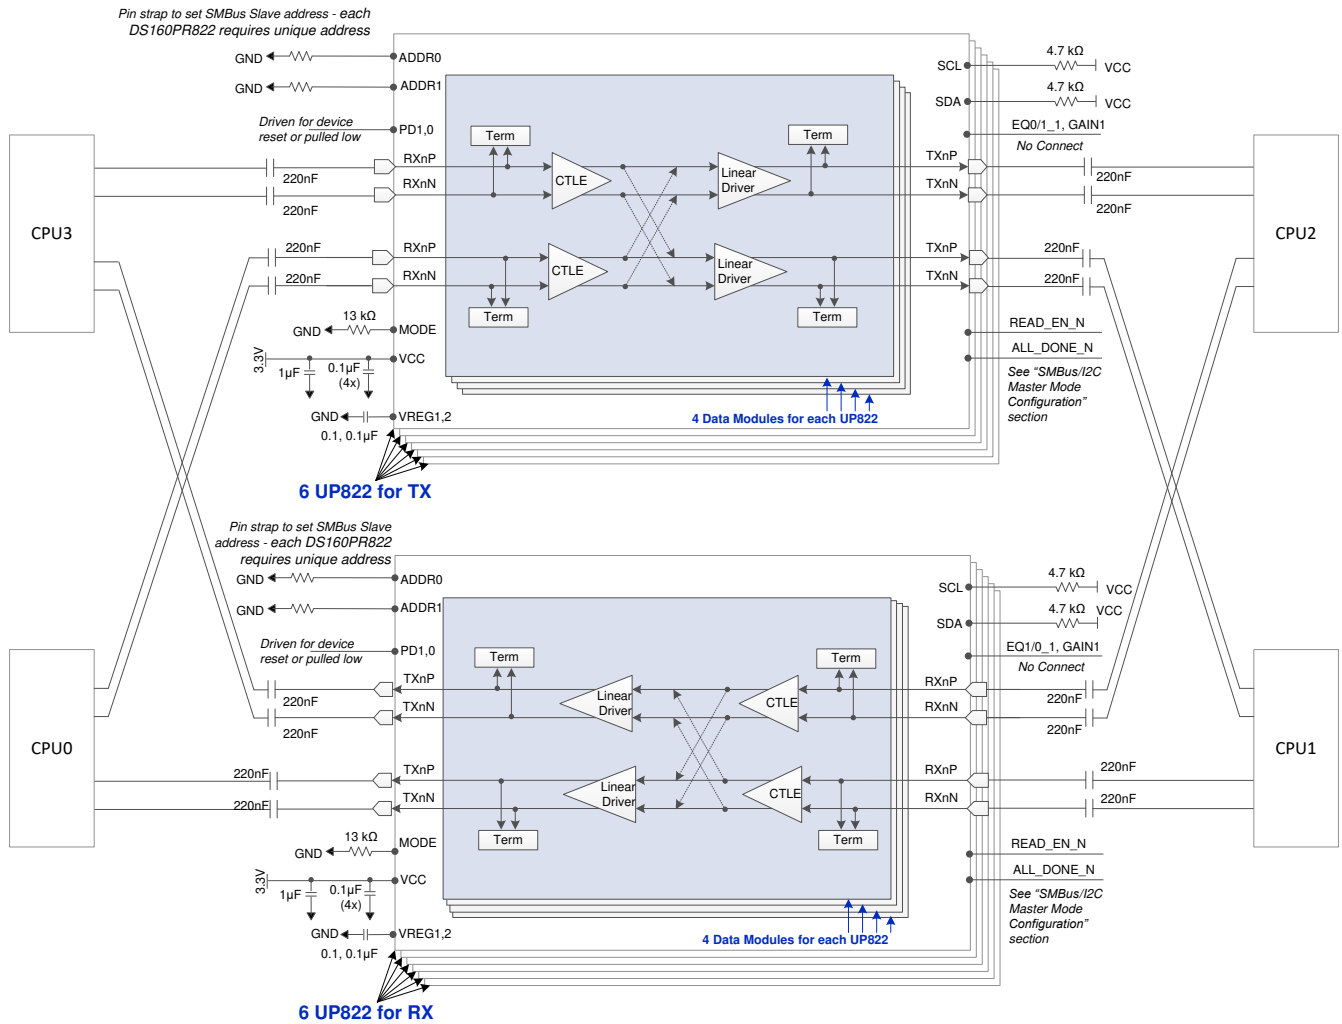 Pin strap to set SMBus Slave address - each
DS160PR822 requires unique address
GND
ADDR0
GND
ADDR1
Driven for device
reset or pulled low
PD1,0
220nF
RXnP
220nF
RXnN
CPU3
220nF
RXnP
220nF
RXnN
13 kΩ
GND
MODE
3.3V
VCC
1µF
0.1µF
(4x)
GND
VREG1,2
0.1, 0.1µF
Term
CTLE
Term
Linear
Driver
CTLE
Linear
Driver
Term
Term
4 Data Modules for each UP822
6 UP822 for TX
4.7 kΩ
SCL
VCC
4.7 kΩ
SDA
VCC
EQ0/1_1, GAIN1
No Connect
TXnP
220nF
TXnN
220nF
CPU2
TXnP
220nF
TXnN
220nF
READ_EN_N
ALL_DONE_N
See “SMBus/I2C
Master Mode
Configuration”
section
Pin strap to set SMBus Slave
address - each DS160PR822
requires unique address
GND
ADDR0
GND
ADDR1
Driven for device
reset or pulled low
PD1,0
TXnP
220nF
TXnN
220nF
CPU0
220nF
TXnP
220nF
TXnN
13 kΩ
GND
MODE
3.3V
VCC
1µF
0.1µF
(4x)
GND
VREG1,2
0.1, 0.1µF
Term
Linear
Driver
Term
CTLE
Linear
Driver
CTLE
Term
Term
4 Data Modules for each UP822
6 UP822 for RX
4.7 kΩ
SCL
VCC
4.7 kΩ
SDA
VCC
EQ1/0_1, GAIN1
No Connect
RXnP
220nF
RXnN
220nF
CPU1
RXnP
220nF
RXnN
220nF
READ_EN_N
ALL_DONE_N
See “SMBus/I2C
Master Mode
Configuration”
section